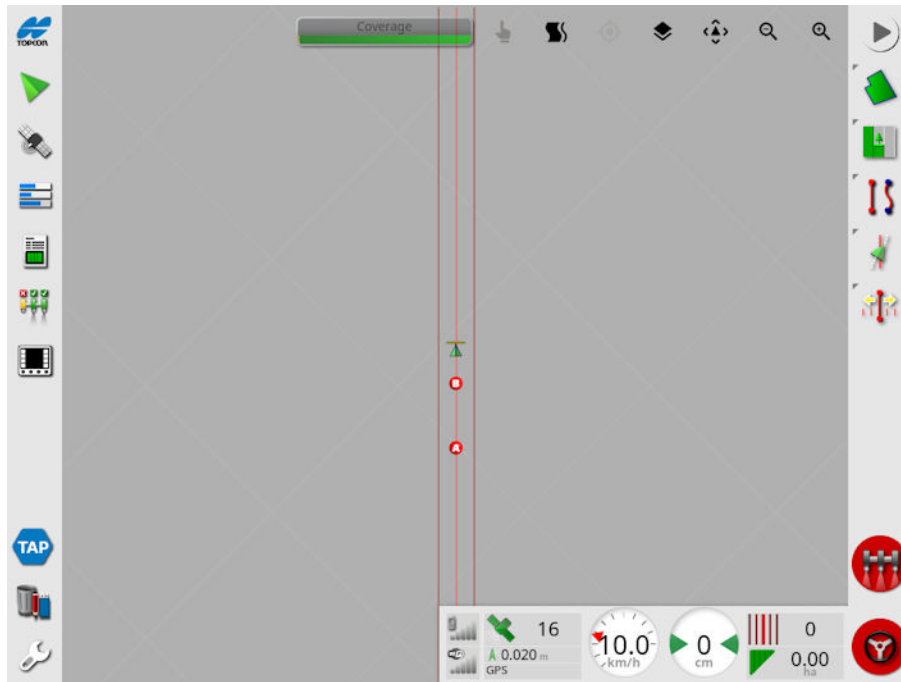 TOPCON
Coverage
B
A
TAP
16
0.020 m
GPS
10.0
km/h
0
cm
0
0.00
ha